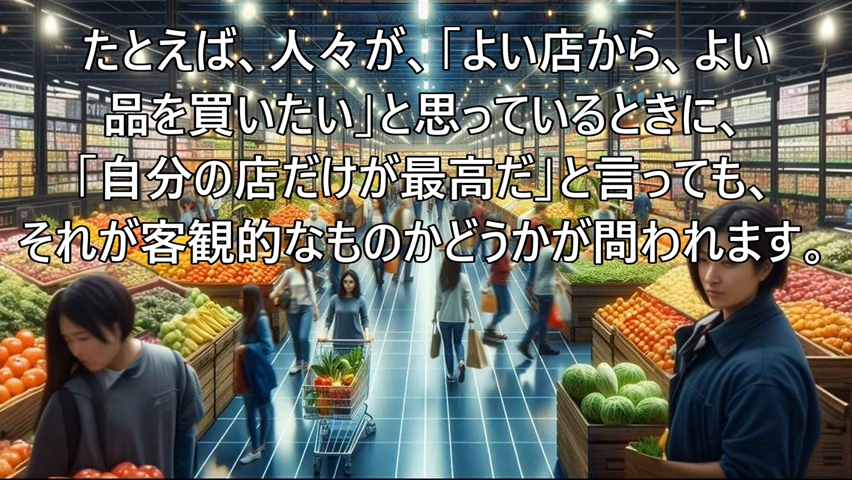 たとえば、人々が、「よい店から、よい
品を買いたい」と思っているときに、
「自分の店だけが最高だ」と言っても、
それが客観的なものかどうかが問われます。